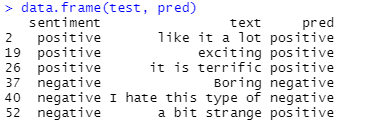 > data.frame(test, pred)
sentiment text pred
2 positive like it a lot positive
19 positive exciting positive
26 positive it is terrific positive
37 negative Boring negative
40 negative I hate this type of negative
52 negative a bit strange positive